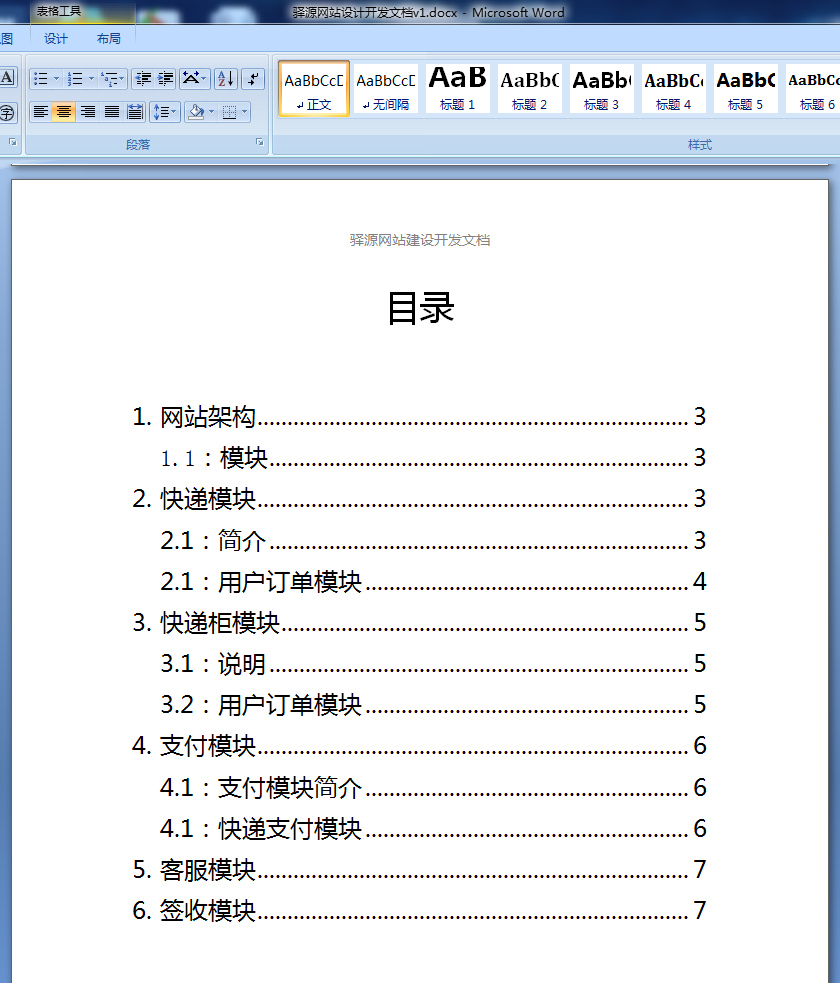 表格工具
驿源网站设计开发文档v1.docx - Microsoft Word
图 设计 布局
AaBbCcD AaBbCcD AaB AaBbC AaBb AaBbC AaBbC AaBbCc
正文 无间隔 标题 1 标题 2 标题 3 标题 4 标题 5 标题 6
段落 样式
驿源网站建设开发文档
目录
1. 网站架构 3
1.1：模块 3
2. 快递模块 3
2.1：简介 3
2.1：用户订单模块 4
3. 快递柜模块 5
3.1：说明 5
3.2：用户订单模块 5
4. 支付模块 6
4.1：支付模块简介 6
4.1：快递支付模块 6
5. 客服模块 7
6. 签收模块 7